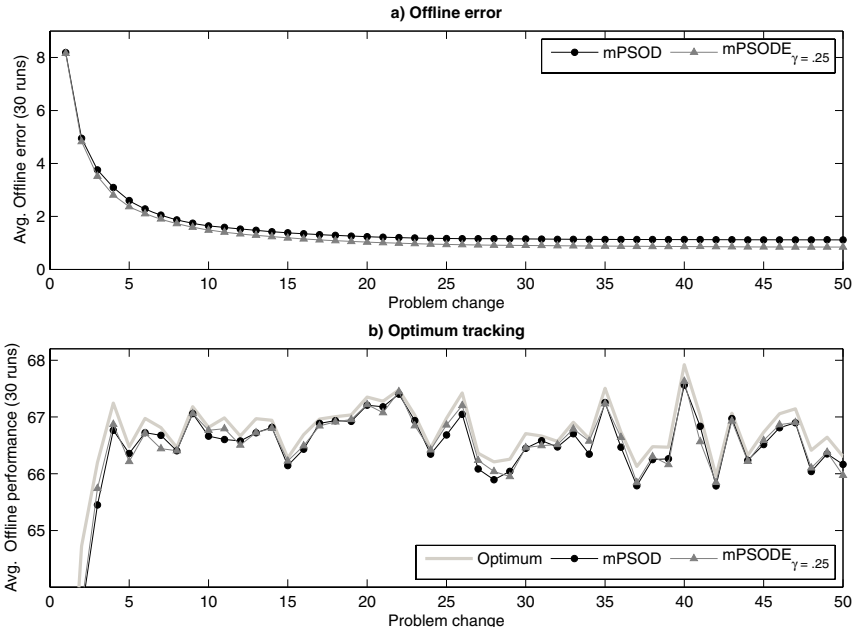 a) Offline error
Avg. Offline error (30 runs)
8
6
4
2
0
mPSOD
mPSODE γ = .25
0 5 10 15 20 25 30 35 40 45 50
Problem change
b) Optimum tracking
Avg. Offline performance (30 runs)
68
67
66
65
Optimum
mPSOD
mPSODE γ = .25
0 5 10 15 20 25 30 35 40 45 50
Problem change